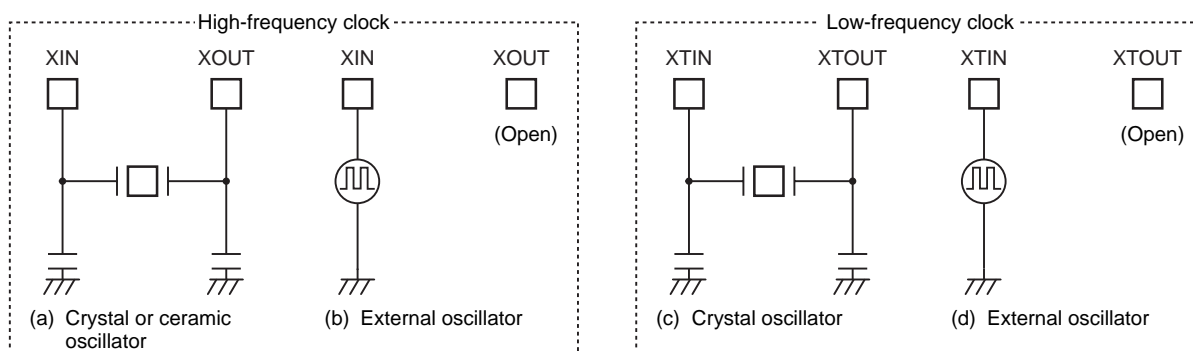 High-frequency clock
XIN XOUT XIN XOUT
(Open)
(a) Crystal or ceramic
oscillator
(b) External oscillator
Low-frequency clock
XTIN XTOUT XTIN XTOUT
(Open)
(c) Crystal oscillator
(d) External oscillator